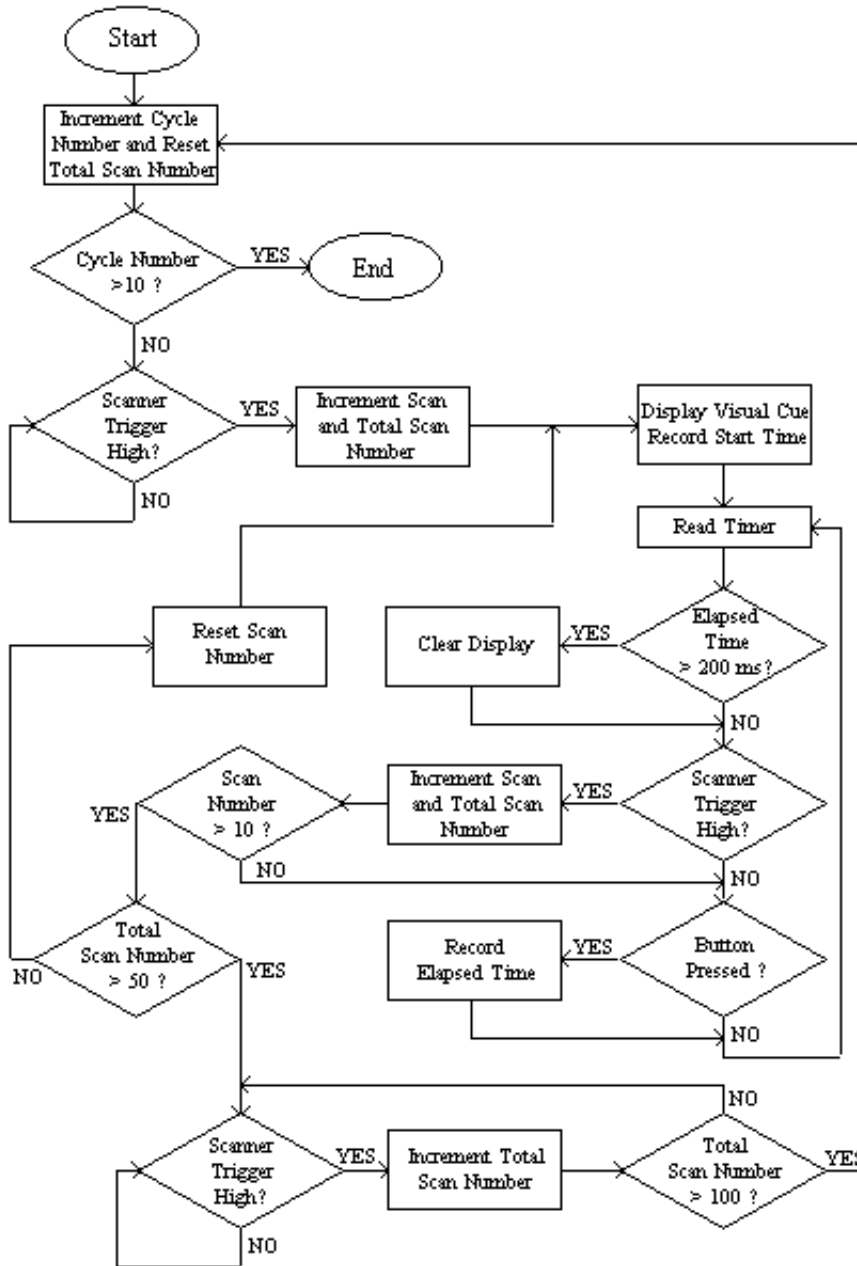 Start
Increment Cycle
Number and Reset
Total Scan Number
Cycle Number
>10 ?
YES
End
NO
Scanner
Trigger
High?
YES
NO
Increment Scan
and Total Scan
Number
Display Visual Cue
Record Start Time
Read Timer
Reset Scan
Number
Elapsed
Time
> 200 ms?
YES
Clear Display
NO
Scanner
Trigger
High?
YES
Increment Scan
and Total Scan
Number
Scan
Number
> 10 ?
YES
NO
NO
Total
Scan Number
> 50 ?
NO
YES
Button
Pressed ?
YES
Record
Elapsed Time
NO
Scanner
Trigger
High?
YES
NO
Increment Total
Scan Number
Total
Scan Number
> 100 ?
NO
YES